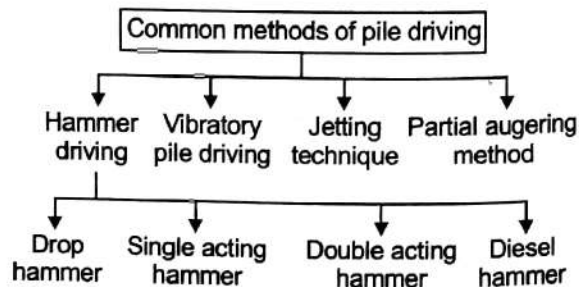 Common methods of pile driving
Hammer driving
Vibratory pile driving
Jetting technique
Partial augering method
Drop hammer
Single acting hammer
Double acting hammer
Diesel hammer